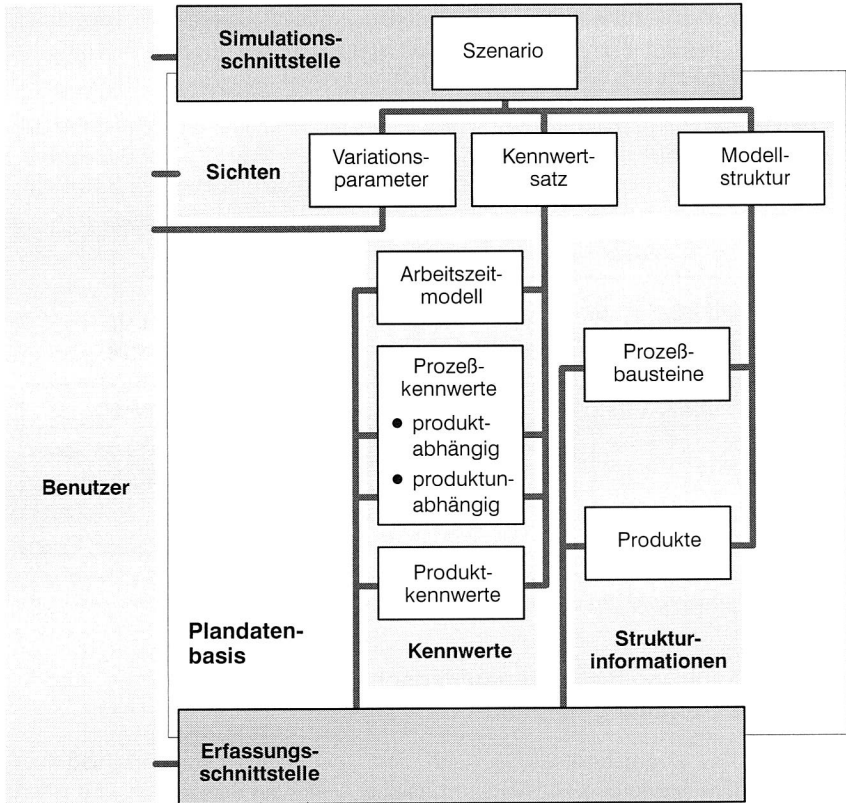 Simulations-
schnittstelle
Szenario
Sichten
Variations-
parameter
Kennwert-
satz
Modell-
struktur
Arbeitszeit-
modell
Prozeß-
kennwerte
● produkt-
abhängig
● produktun-
abhängig
Prozeß-
bausteine
Benutzer
Produkte
Produkt-
kennwerte
Plandaten-
basis
Kennwerte
Struktur-
informationen
Erfassungs-
schnittstelle